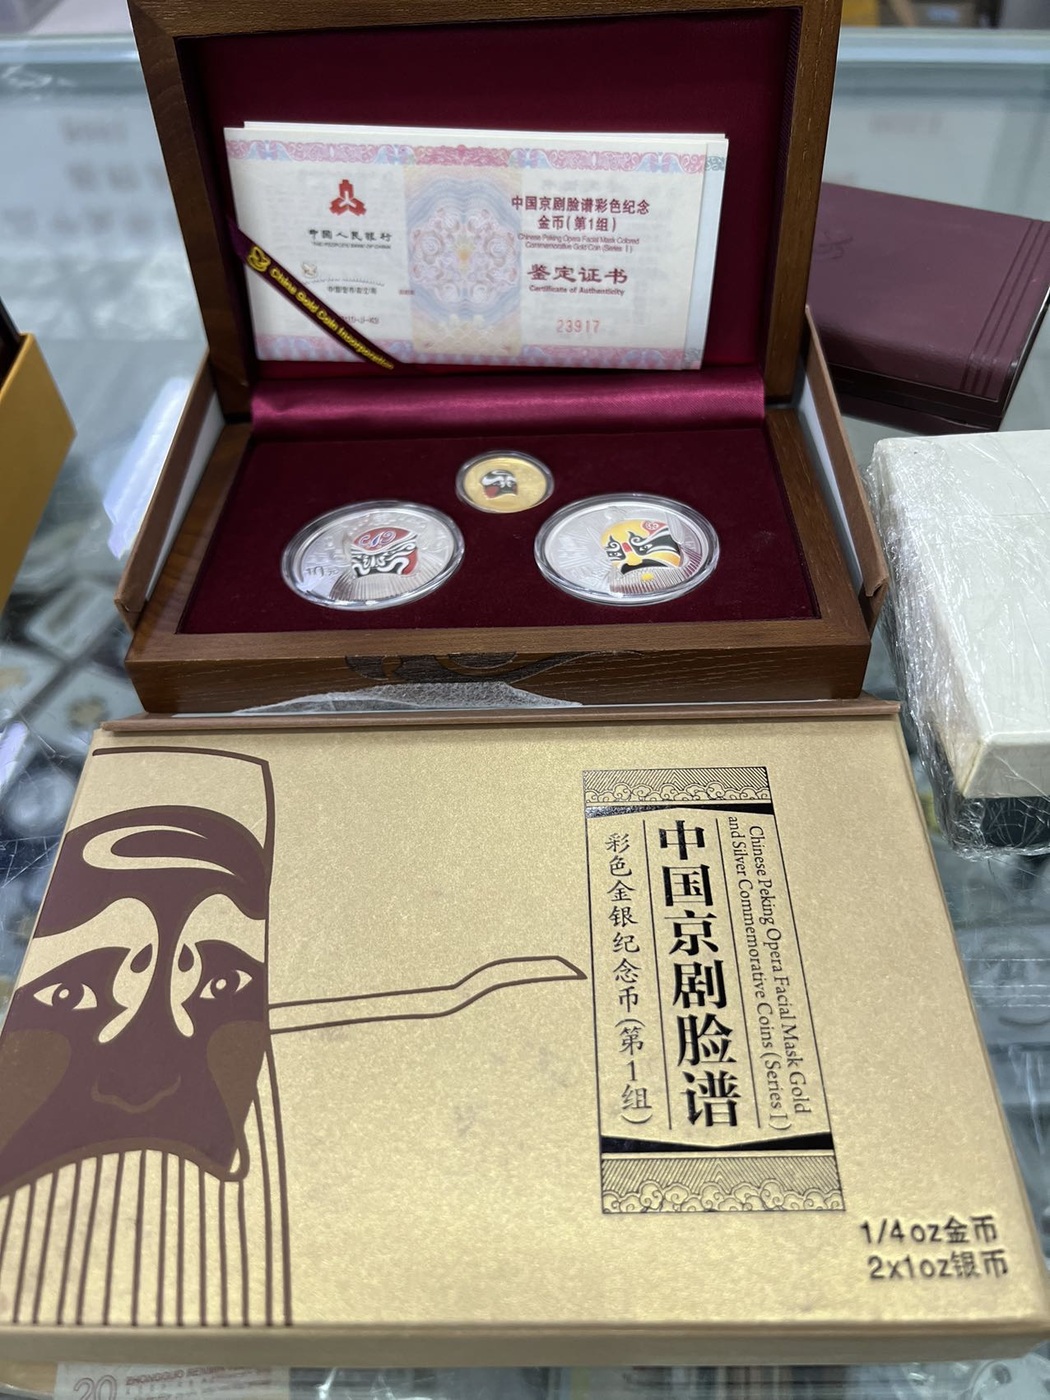 中国人民银行
THE PEOPLE'S BANK OF CHINA
中国京剧脸谱彩色纪念
金币(第1组)
Chinese Peking Opera Facial Mask Colored
Commemorative Gold Coin (Series 1)
鉴定证书
Certificate of Authenticity
23917
China Gold Coin Incorporation
10元
Chinese Peking Opera Facial Mask Gold
and Silver Commemorative Coins (Series 1)
中国京剧脸谱
彩色金银纪念币(第1组)
1/4oz金币
2x1oz银币
20